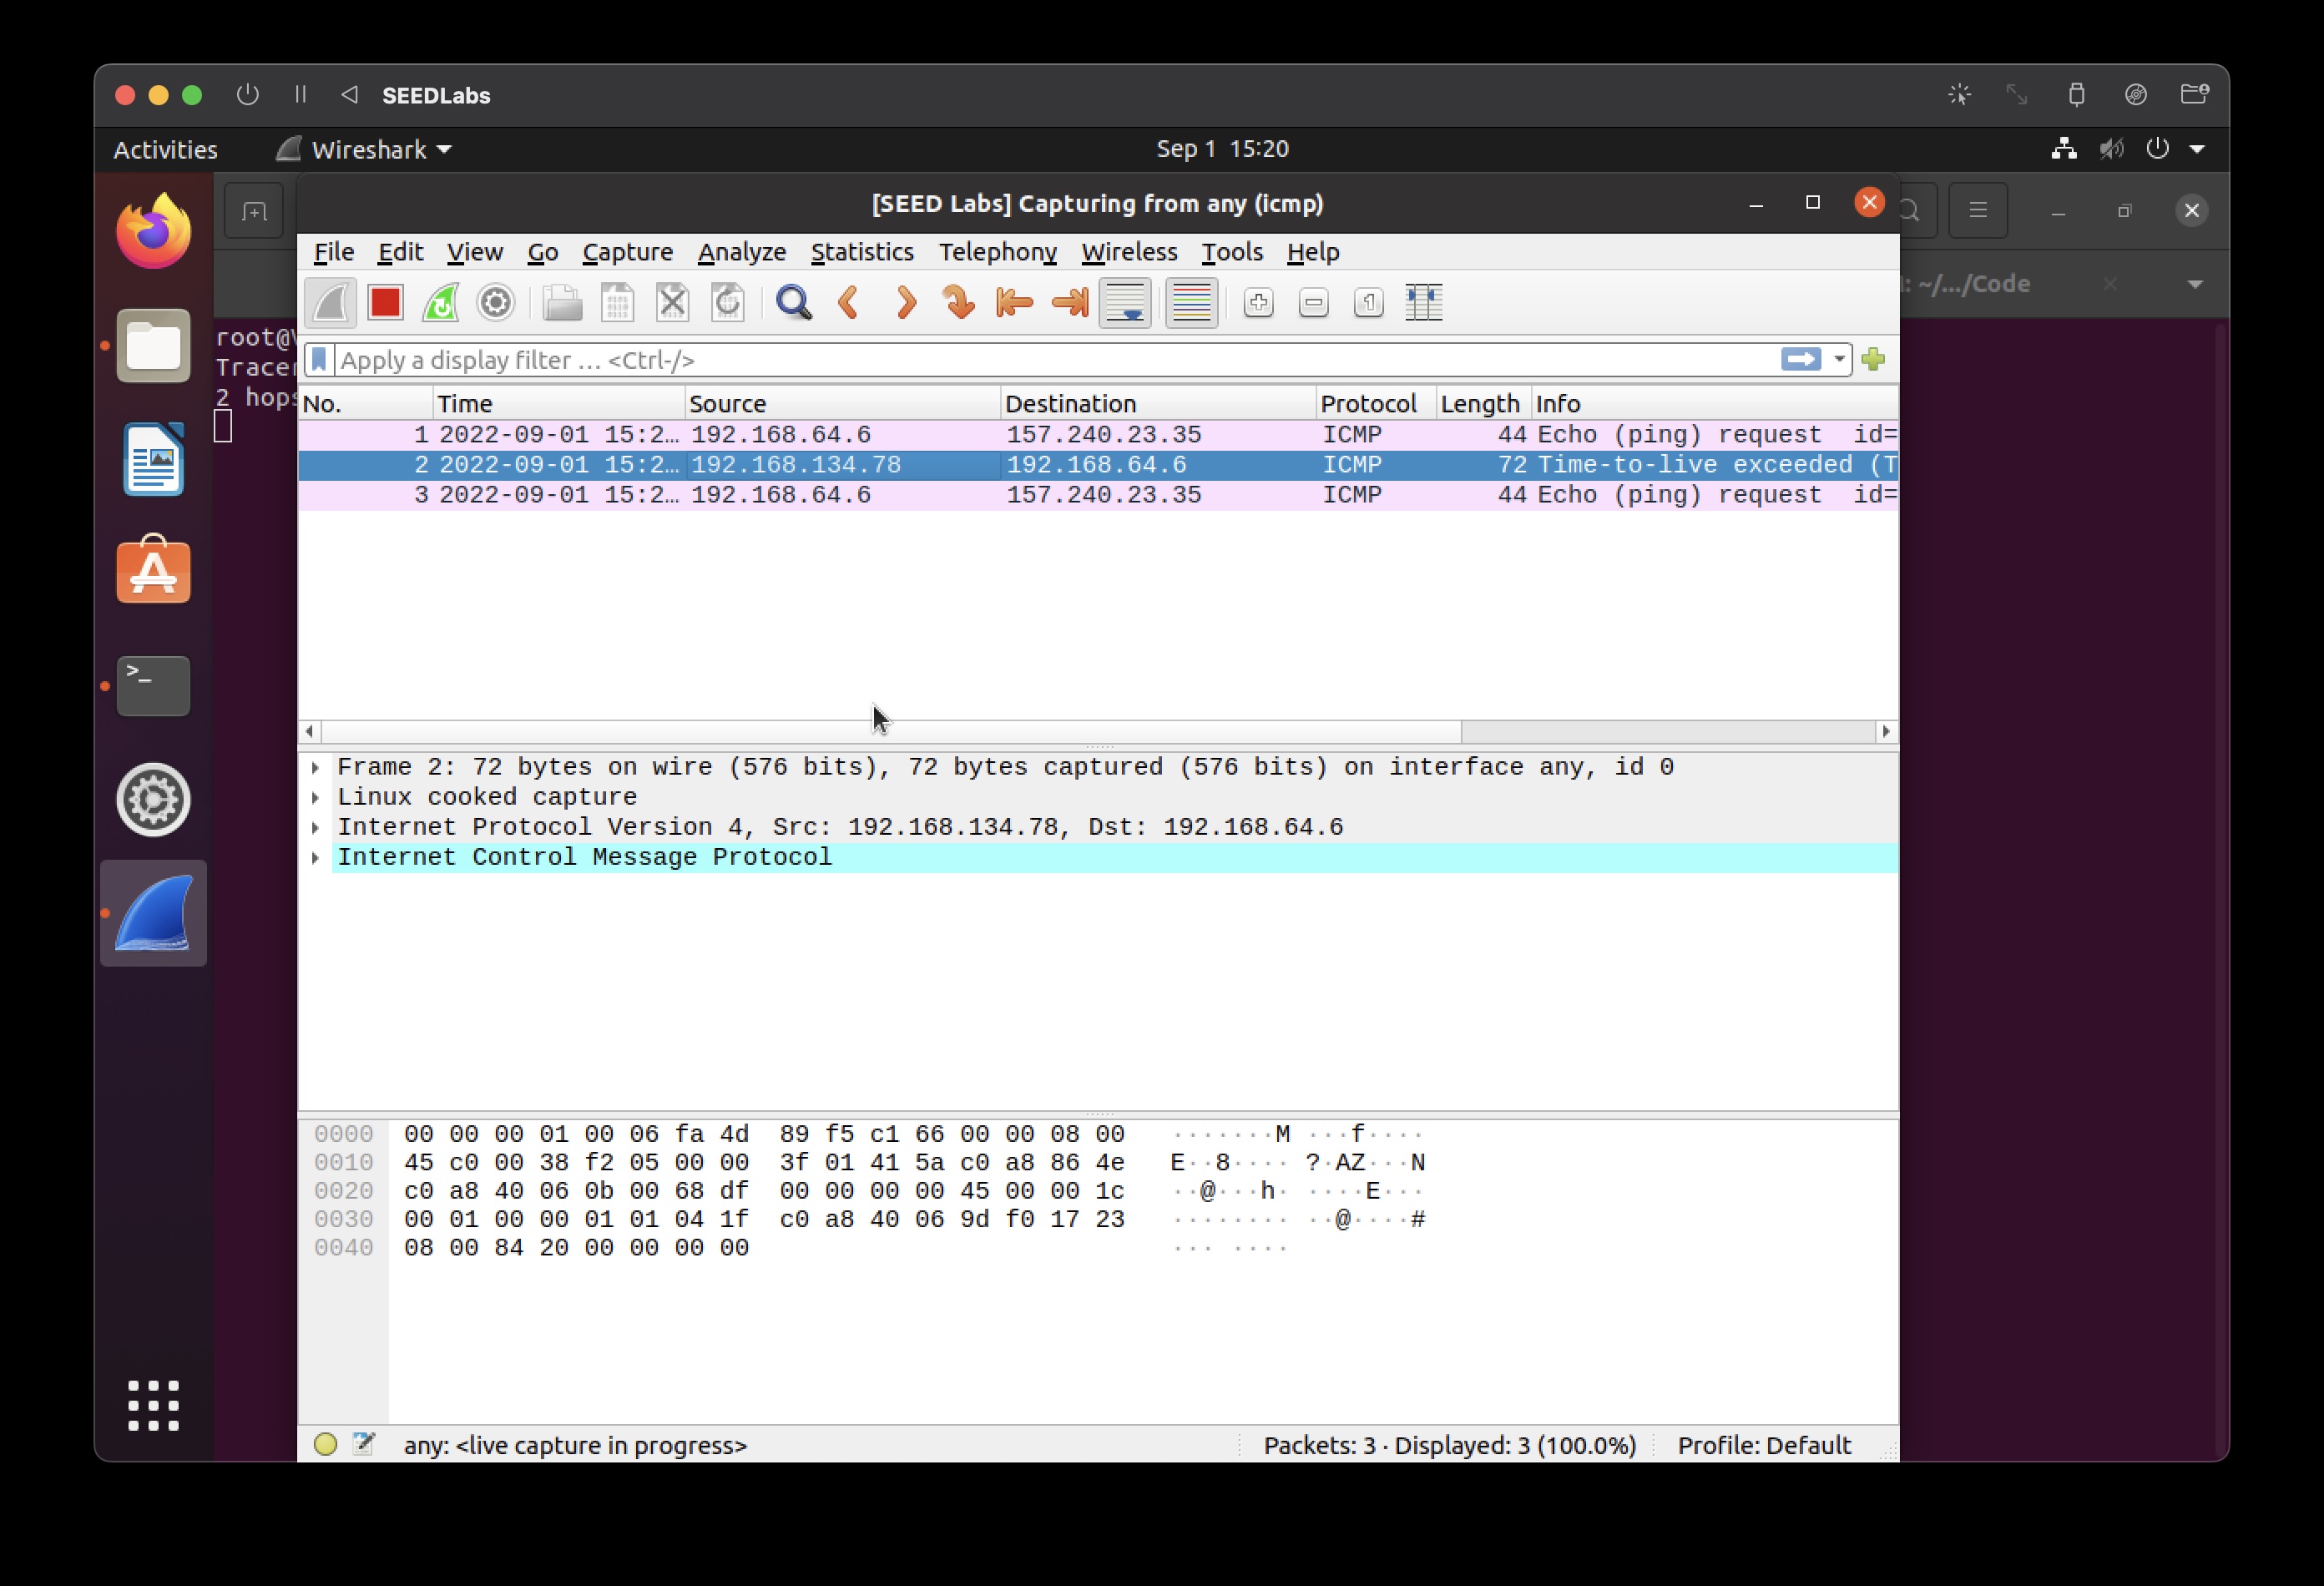 SEEDLabs
Activities Wireshark Sep 1 15:20
[SEED Labs] Capturing from any (icmp)
File Edit View Go Capture Analyze Statistics Telephony Wireless Tools Help
: ~/.../Code
root@
Apply a display filter … <Ctrl-/>
Tracer
2 hops
No. Time Source Destination Protocol Length Info
1 2022-09-01 15:2… 192.168.64.6 157.240.23.35 ICMP 44 Echo (ping) request id=
2 2022-09-01 15:2… 192.168.134.78 192.168.64.6 ICMP 72 Time-to-live exceeded (T
3 2022-09-01 15:2… 192.168.64.6 157.240.23.35 ICMP 44 Echo (ping) request id=
Frame 2: 72 bytes on wire (576 bits), 72 bytes captured (576 bits) on interface any, id 0
Linux cooked capture
Internet Protocol Version 4, Src: 192.168.134.78, Dst: 192.168.64.6
Internet Control Message Protocol
0000 00 00 00 01 00 06 fa 4d 89 f5 c1 66 00 00 08 00 ·······M ···f····
0010 45 c0 00 38 f2 05 00 00 3f 01 41 5a c0 a8 86 4e E··8···· ?·AZ···N
0020 c0 a8 40 06 0b 00 68 df 00 00 00 00 45 00 00 1c ··@···h· ····E···
0030 00 01 00 00 01 01 04 1f c0 a8 40 06 9d f0 17 23 ········ ··@····#
0040 08 00 84 20 00 00 00 00 ··· ····
any: <live capture in progress> Packets: 3 · Displayed: 3 (100.0%) Profile: Default